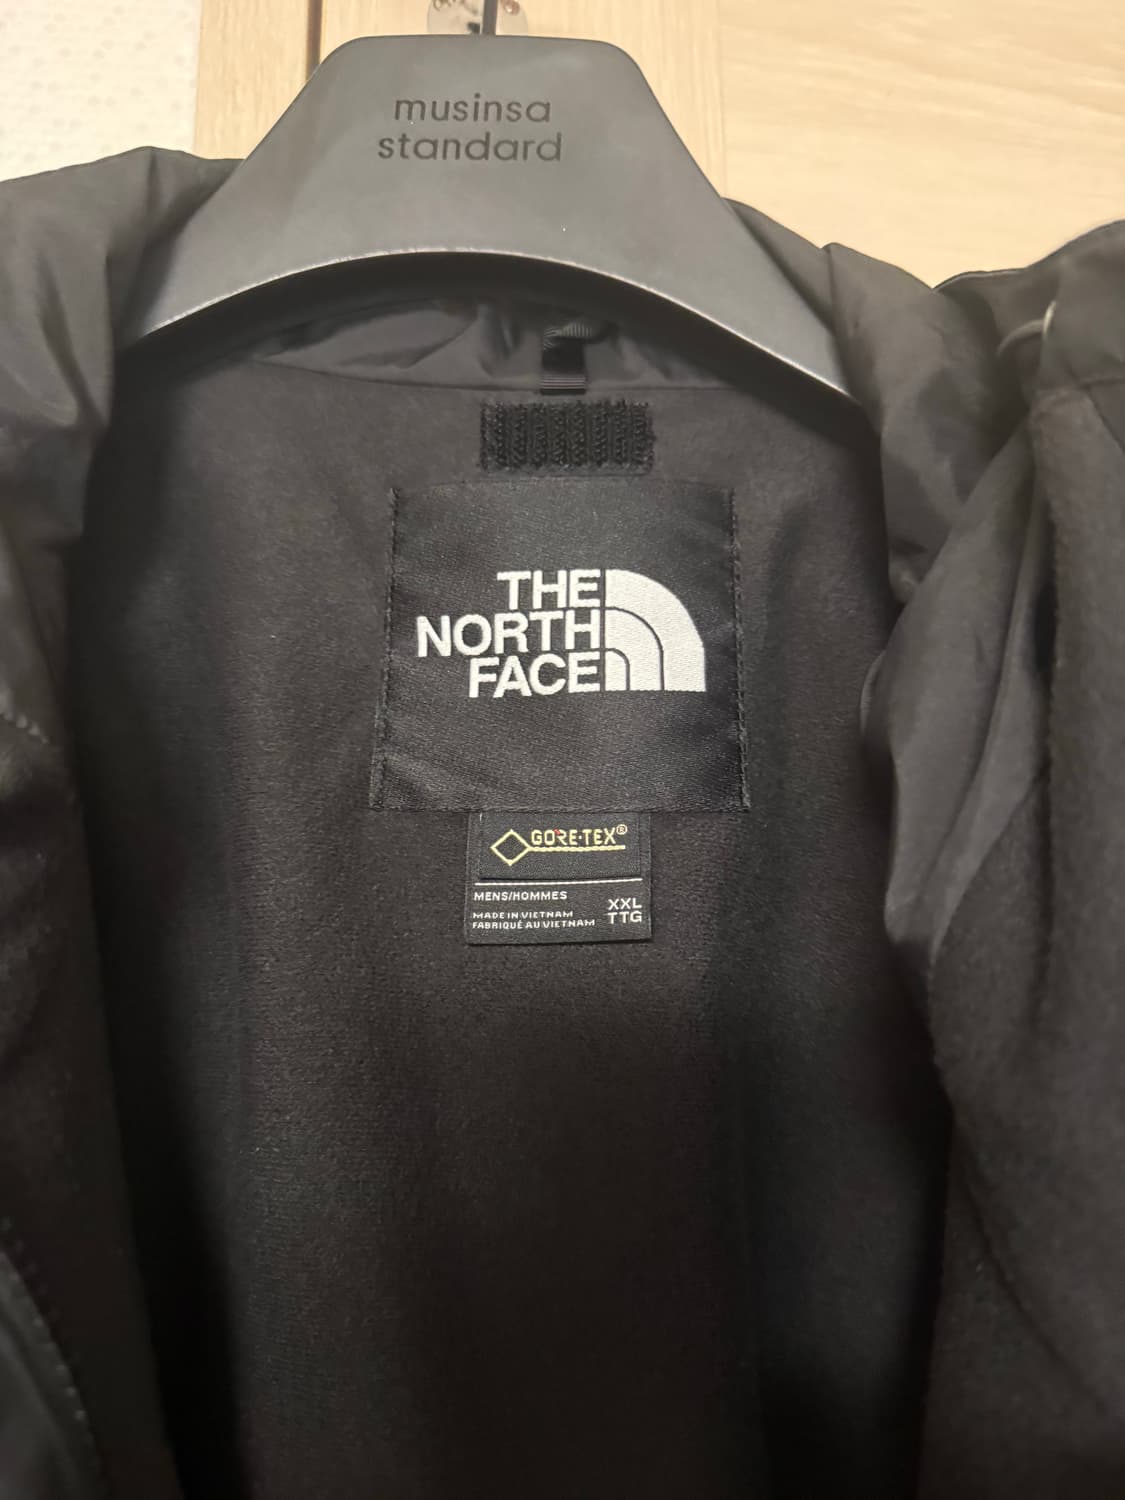 musinsa
standard
THE
NORTH
FACE
GORE-TEX®
MENS/HOMMES
MADE IN VIETNAM
FABRIQUÉ AU VIETNAM
XXL
TTG